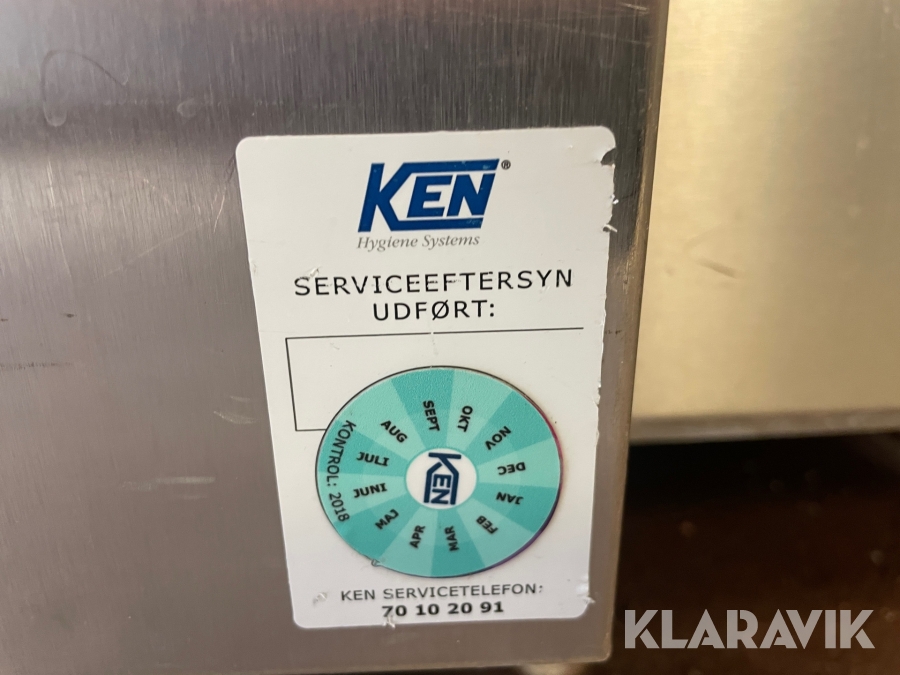 KEN®
Hygiene Systems
SERVICEEFTERSYN
UDFØRT:
KONTROL: 2018
JAN
FEB
MAR
APR
MAJ
JUNI
JULI
AUG
SEPT
OKT
NOV
DEC
KEN
KEN SERVICETELEFON:
70 10 20 91
KLARAVIK